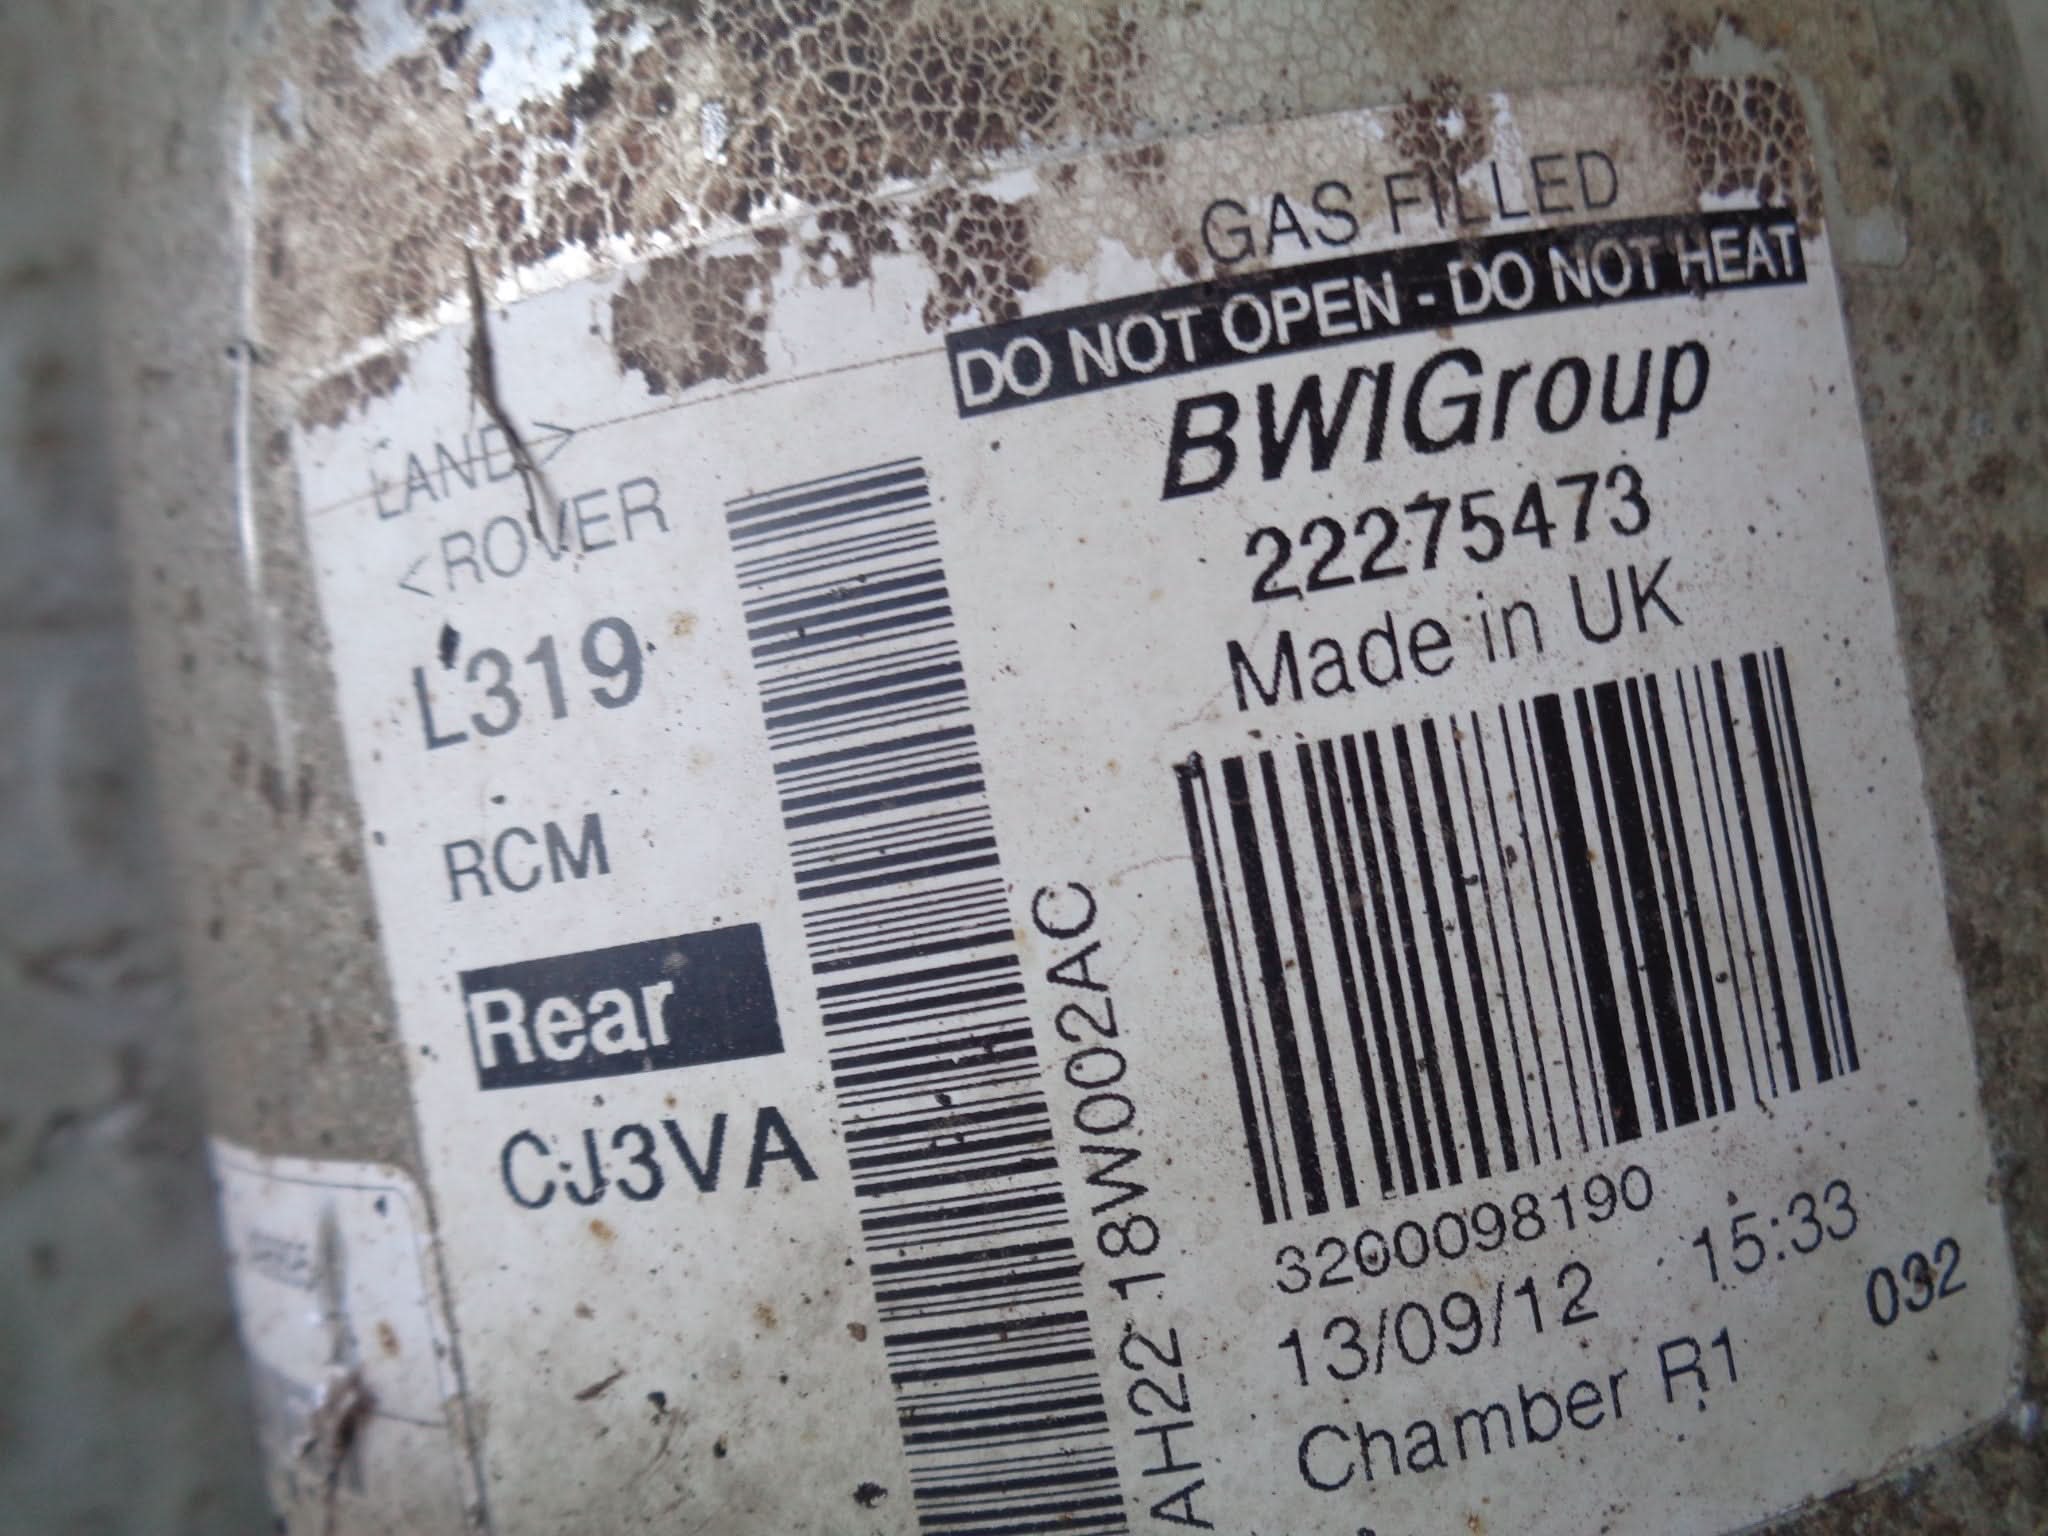 GAS FILLED
DO NOT OPEN - DO NOT HEAT
LAND>
<ROVER
L319
RCM
Rear
CJ3VA
AH22 18W002AC
BWIGroup
22275473
Made in UK
3200098190
13/09/12 15:33
Chamber R1 032